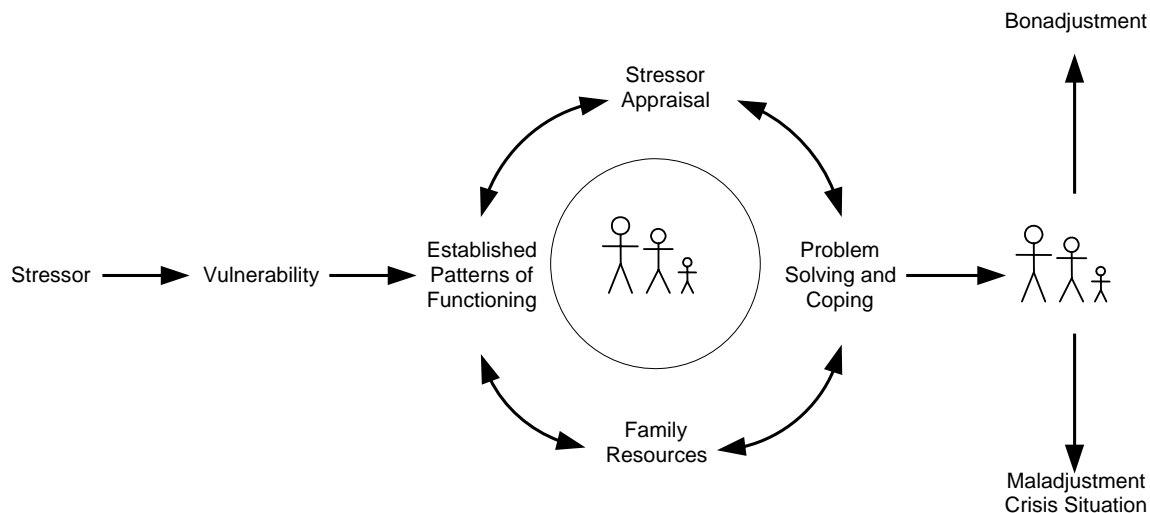 Bonadjustment
Stressor
Appraisal
Stressor
Vulnerability
Established
Patterns of
Functioning
Problem
Solving and
Coping
Family
Resources
Maladjustment
Crisis Situation